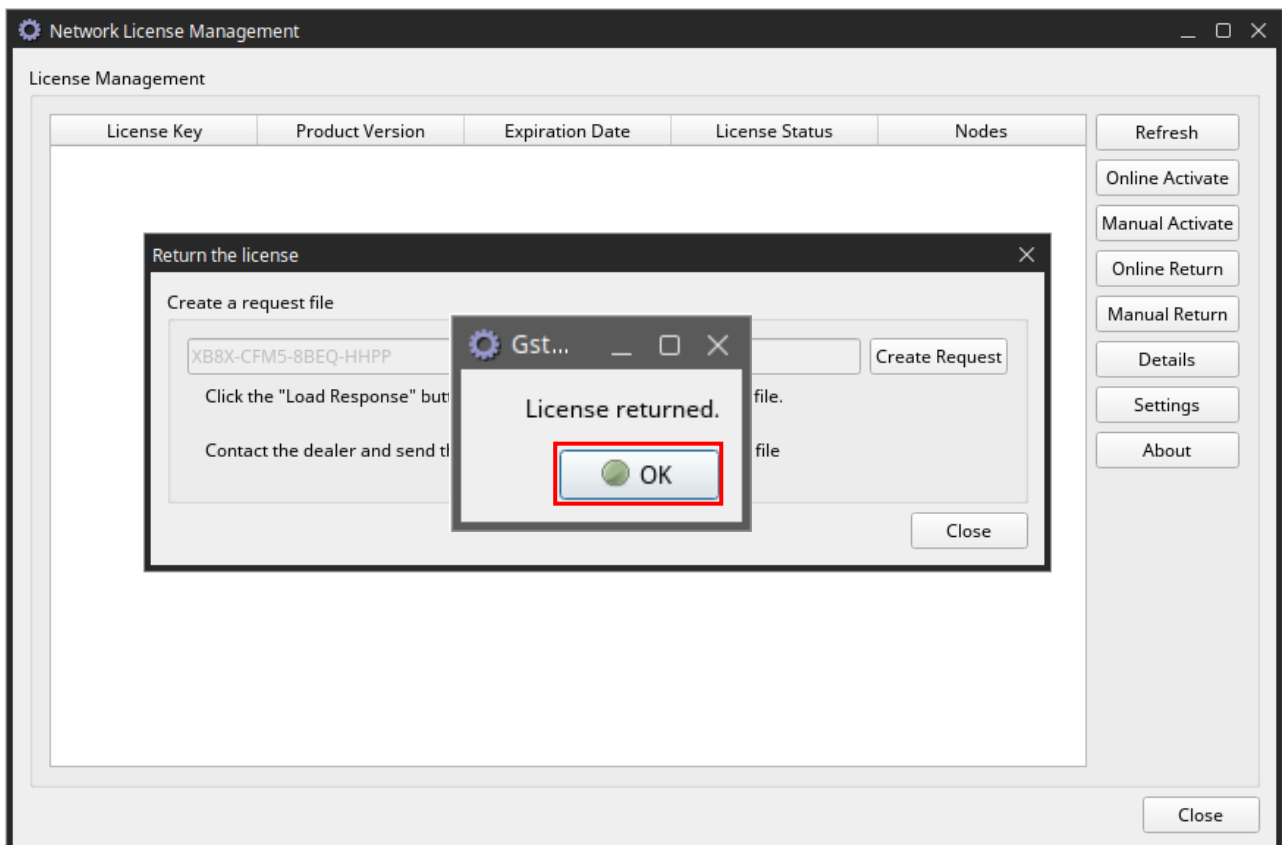 Network License Management
License Management
License Key Product Version Expiration Date License Status Nodes
Refresh
Online Activate
Manual Activate
Online Return
Manual Return
Details
Settings
About
Return the license
Create a request file
XB8X-CFM5-8BEQ-HHPP
Create Request
Click the "Load Response" but file.
Contact the dealer and send th file
Close
Gst...
License returned.
OK
Close